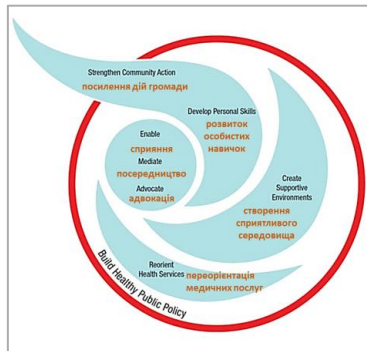 Strengthen Community Action
посилення дій громади
Develop Personal Skills
розвиток
особистих
навичок
Enable
сприяння
Mediate
посередництво
Advocate
адвокація
Create
Supportive
Environments
створення
сприятливого
середовища
Reorient
Health Services
переорієнтація
медичних послуг
Build Healthy Public Policy